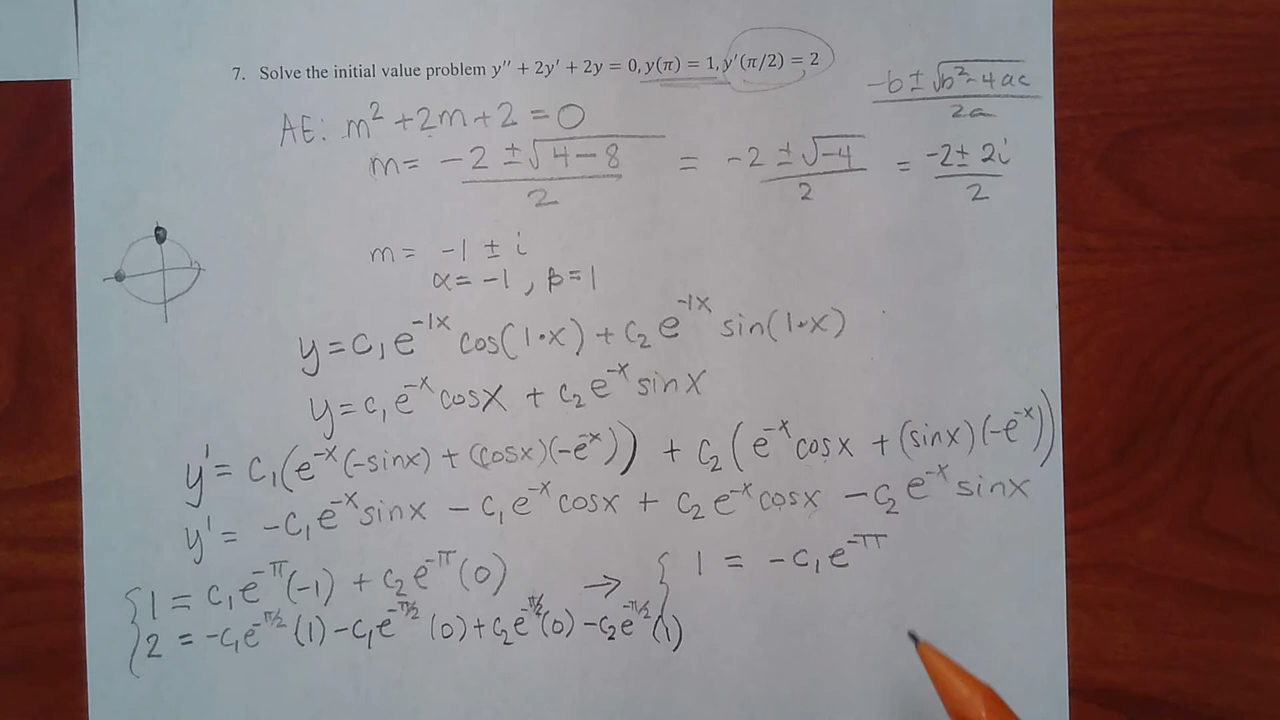 7. Solve the initial value problem y″ + 2y′ + 2y = 0, y(π) = 1, y′(π/2) = 2
-b ± √b²-4ac / 2a
AE: m² + 2m + 2 = 0
m = -2 ± √4-8 / 2 = -2 ± √-4 / 2 = -2 ± 2i / 2
m = -1 ± i
α = -1, β = 1
y = c₁e^-1x cos(1·x) + c₂e^-1x sin(1·x)
y = c₁e^-x cosx + c₂e^-x sinx
y' = c₁(e^-x(-sinx) + (cosx)(-e^-x)) + c₂(e^-x cosx + (sinx)(-e^-x))
y' = -c₁e^-x sinx - c₁e^-x cosx + c₂e^-x cosx - c₂e^-x sinx
{ 1 = c₁e^-π(-1) + c₂e^-π(0) → { 1 = -c₁e^-π
2 = -c₁e^-π/2(1) - c₁e^-π/2(0) + c₂e^-π/2(0) - c₂e^-π/2(1)